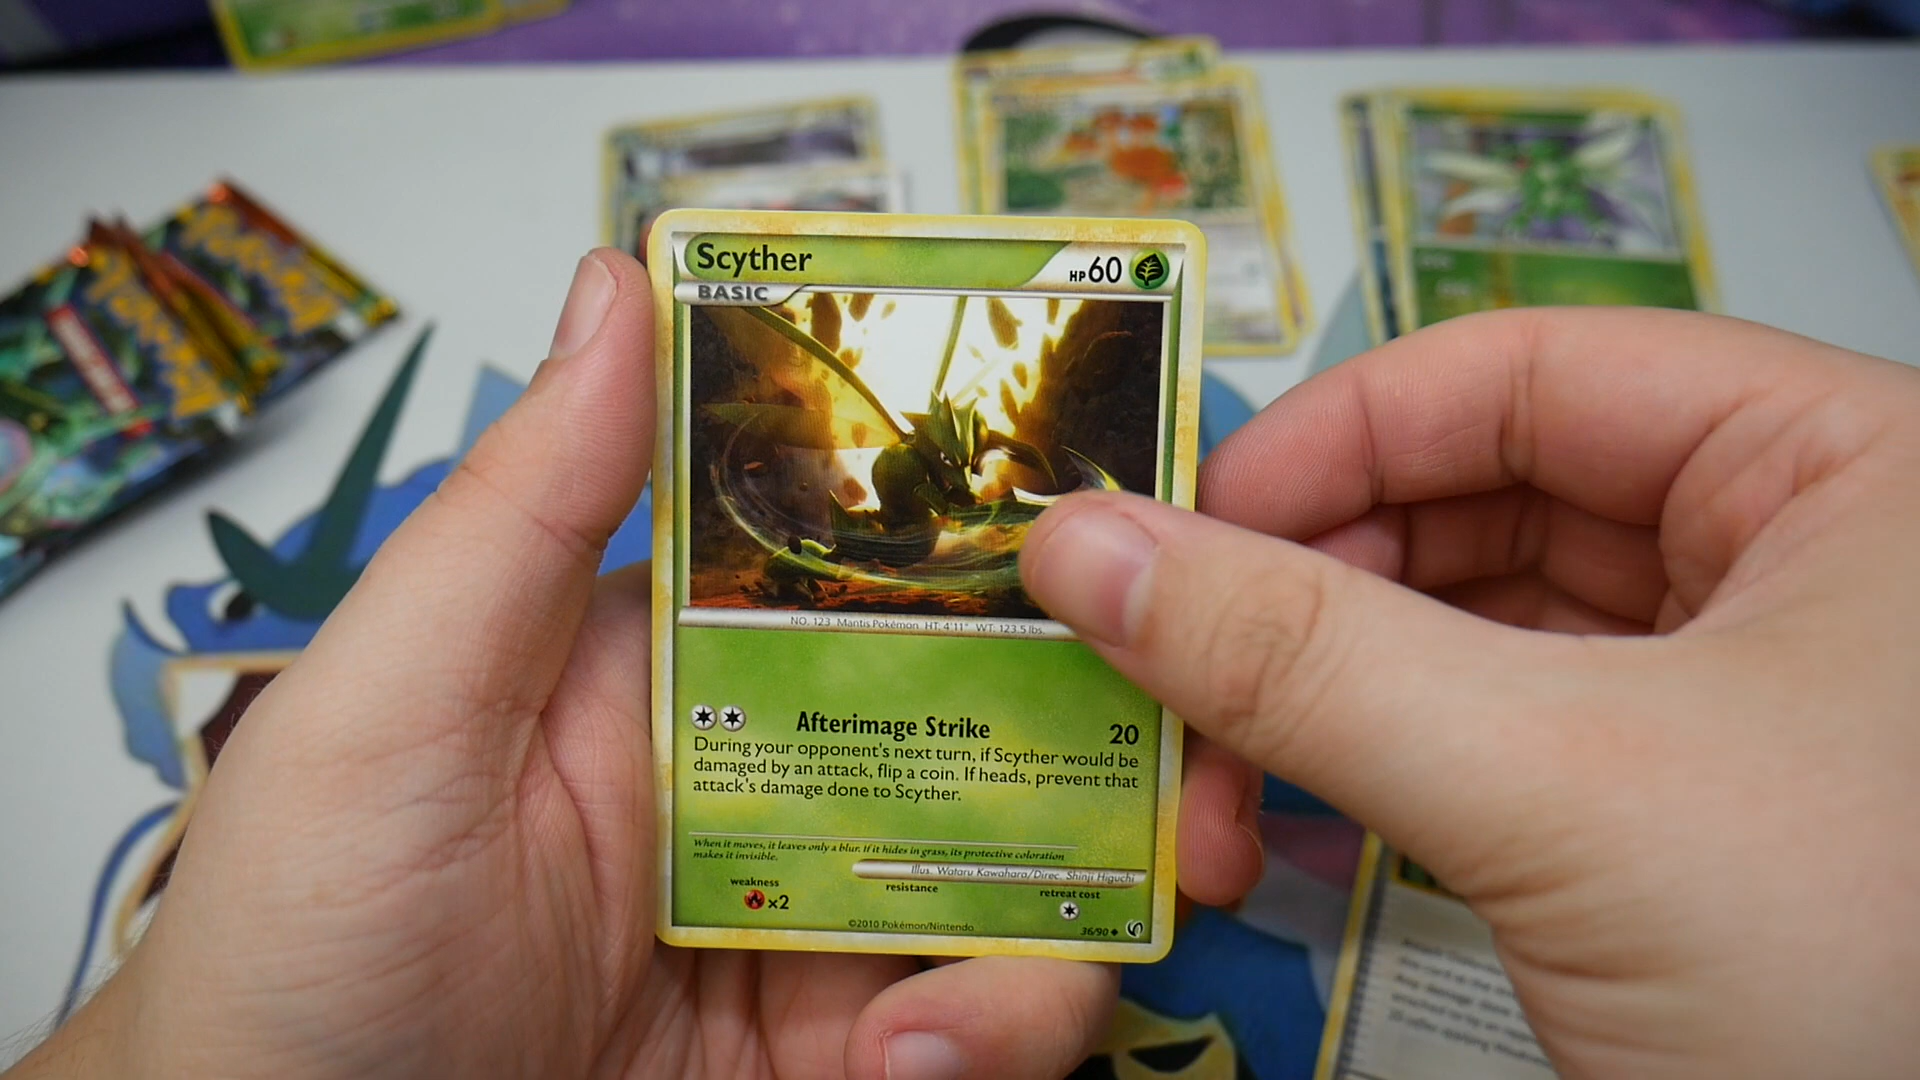 Scyther
HP60
BASIC
NO. 123 Mantis Pokémon HT. 4'11" WT. 123.5 lbs.
Afterimage Strike 20
During your opponent's next turn, if Scyther would be
damaged by an attack, flip a coin. If heads, prevent that
attack's damage done to Scyther.
When it moves, it leaves only a blur. If it hides in grass, its protective coloration
makes it invisible.
Illus. Wataru Kawahara/Direc. Shinji Higuchi
weakness
resistance
retreat cost
×2
©2010 Pokémon/Nintendo
36/90